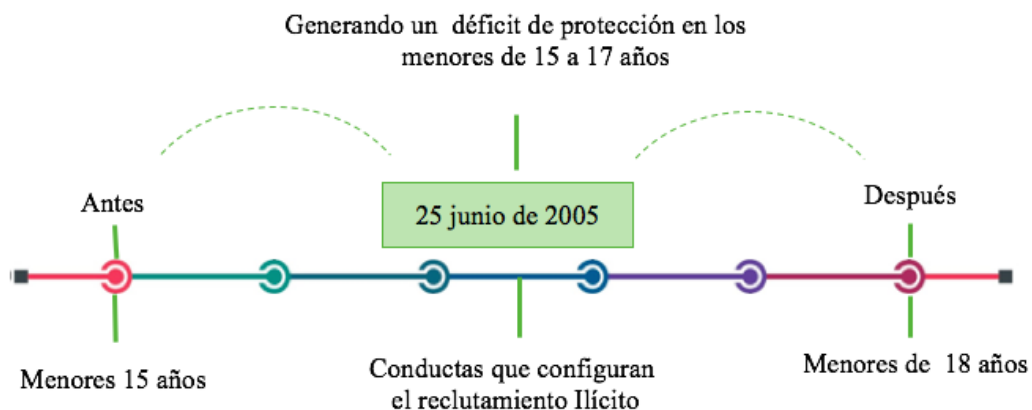 Generando un déficit de protección en los
menores de 15 a 17 años
Antes
25 junio de 2005
Después
Menores 15 años
Conductas que configuran
el reclutamiento Ilícito
Menores de 18 años